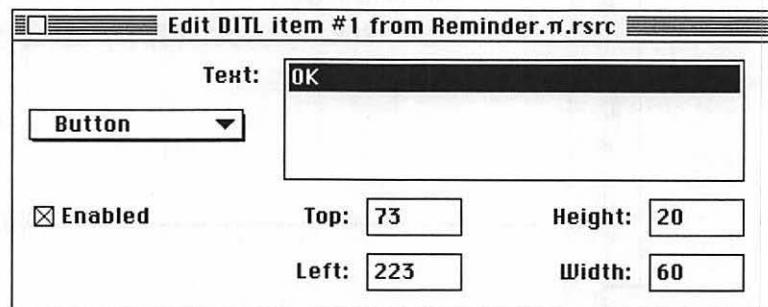 Edit DITL item #1 from Reminder.π.rsrc
Text:
OK
Button
Enabled
Top: 73
Height: 20
Left: 223
Width: 60